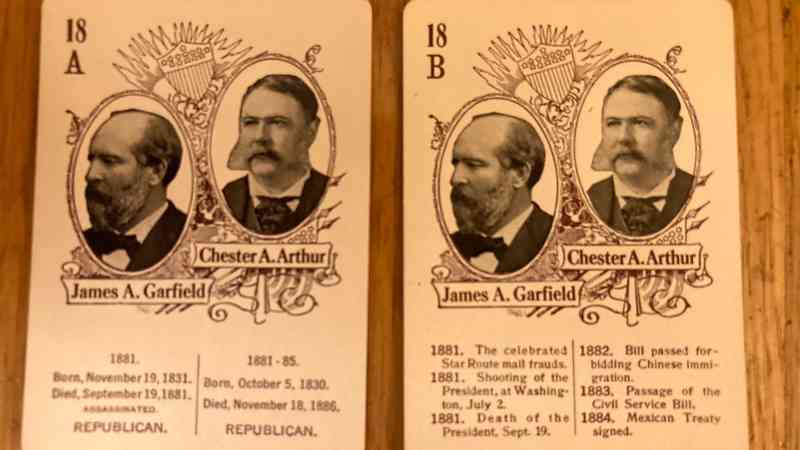 18
A
Chester A. Arthur
James A. Garfield
1881.
Born, November 19, 1831.
Died, September 19, 1881.
ASSASSINATED.
REPUBLICAN.
1881-85.
Born, October 5, 1830.
Died, November 18, 1886.
REPUBLICAN.
18
B
Chester A. Arthur
James A. Garfield
1881. The celebrated
Star Route mail frauds.
1881. Shooting of the
President, at Washing-
ton, July 2.
1881. Death of the
President, Sept. 19.
1882. Bill passed for-
bidding Chinese immi-
gration.
1883. Passage of the
Civil Service Bill.
1884. Mexican Treaty
signed.